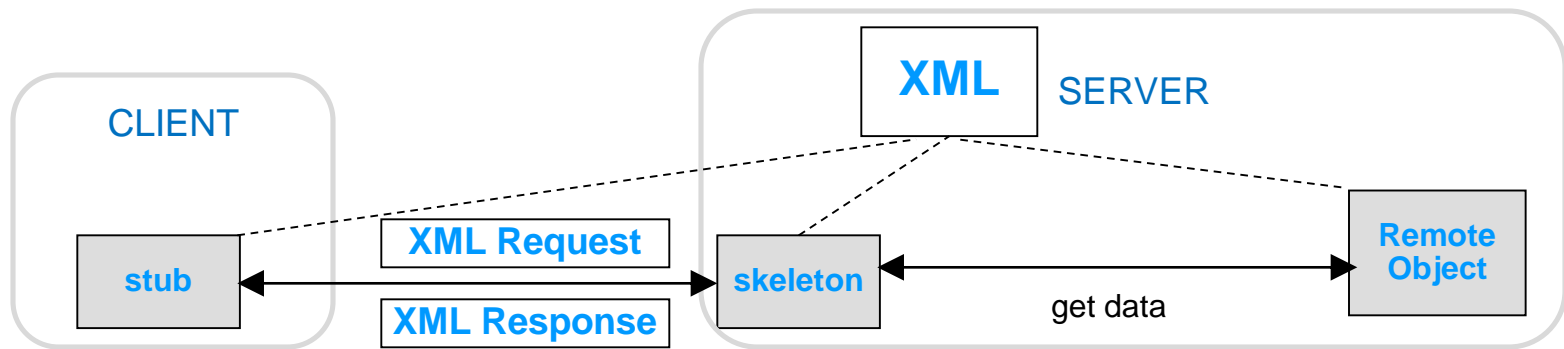 XML
SERVER
CLIENT
XML Request
stub
skeleton
Remote
Object
get data
XML Response